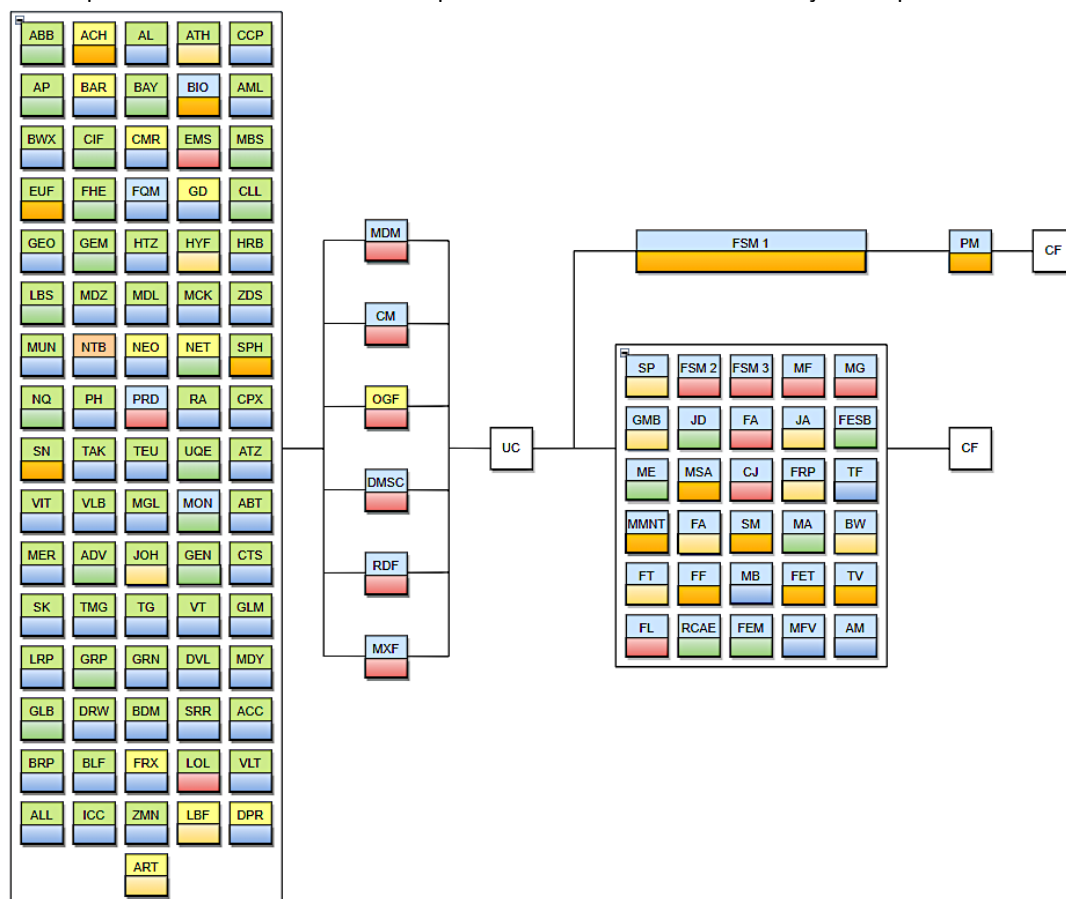 ABB ACH AL ATH CCP
AP BAR BAY BIO AML
BWX CIF CMR EMS MBS
EUF FHE FQM GD CLL
GEO GEM HTZ HYF HRB
LBS MDZ MDL MCK ZDS
MUN NTB NEO NET SPH
NQ PH PRD RA CPX
SN TAK TEU UQE ATZ
VIT VLB MGL MON ABT
MER ADV JOH GEN CTS
SK TMG TG VT GLM
LRP GRP GRN DVL MDY
GLB DRW BDM SRR ACC
BRP BLF FRX LOL VLT
ALL ICC ZMN LBF DPR
ART
MDM
CM
OGF
DMSC
RDF
MXF
UC
FSM 1 PM CF
SP FSM 2 FSM 3 MF MG
GMB JD FA JA FESB
ME MSA CJ FRP TF
MMNT FA SM MA BW
FT FF MB FET TV
FL RCAE FEM MFV AM
CF